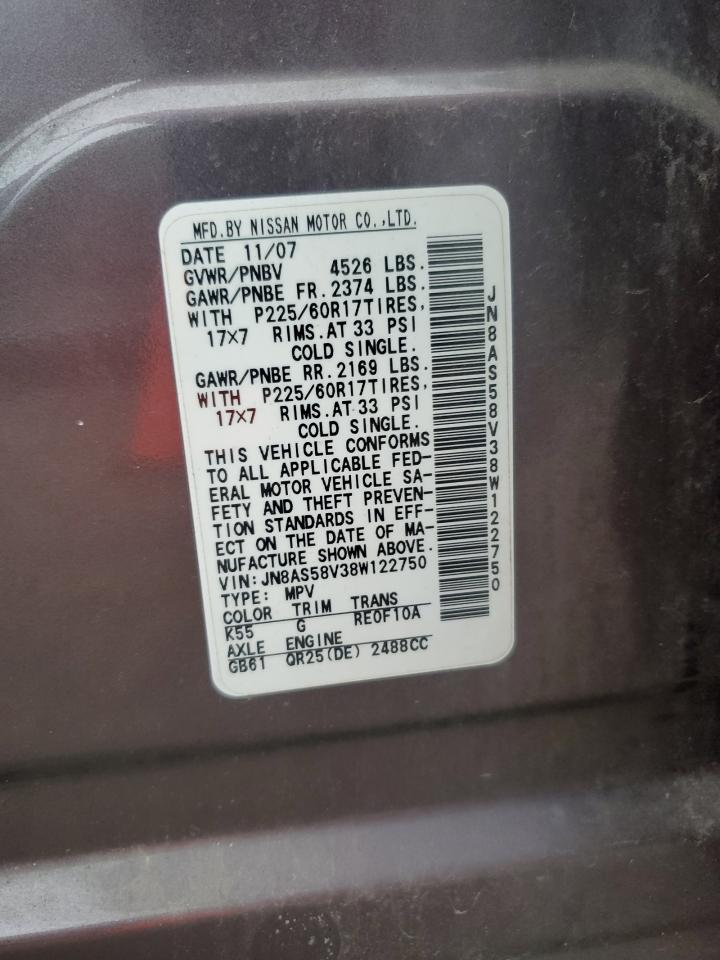 MFD.BY NISSAN MOTOR CO.,LTD.
DATE 11/07
GVWR/PNBV 4526 LBS.
GAWR/PNBE FR.2374 LBS.
WITH P225/60R17TIRES,
17×7 RIMS.AT 33 PSI
COLD SINGLE.
GAWR/PNBE RR.2169 LBS.
WITH P225/60R17TIRES,
17×7 RIMS.AT 33 PSI
COLD SINGLE.
THIS VEHICLE CONFORMS
TO ALL APPLICABLE FED-
ERAL MOTOR VEHICLE SA-
FETY AND THEFT PREVEN-
TION STANDARDS IN EFF-
ECT ON THE DATE OF MA-
NUFACTURE SHOWN ABOVE.
VIN:JN8AS58V38W122750
TYPE: MPV
COLOR TRIM TRANS
K55 G RE0F10A
AXLE ENGINE
GB61 QR25(DE) 2488CC
JN8AS58V38W122750